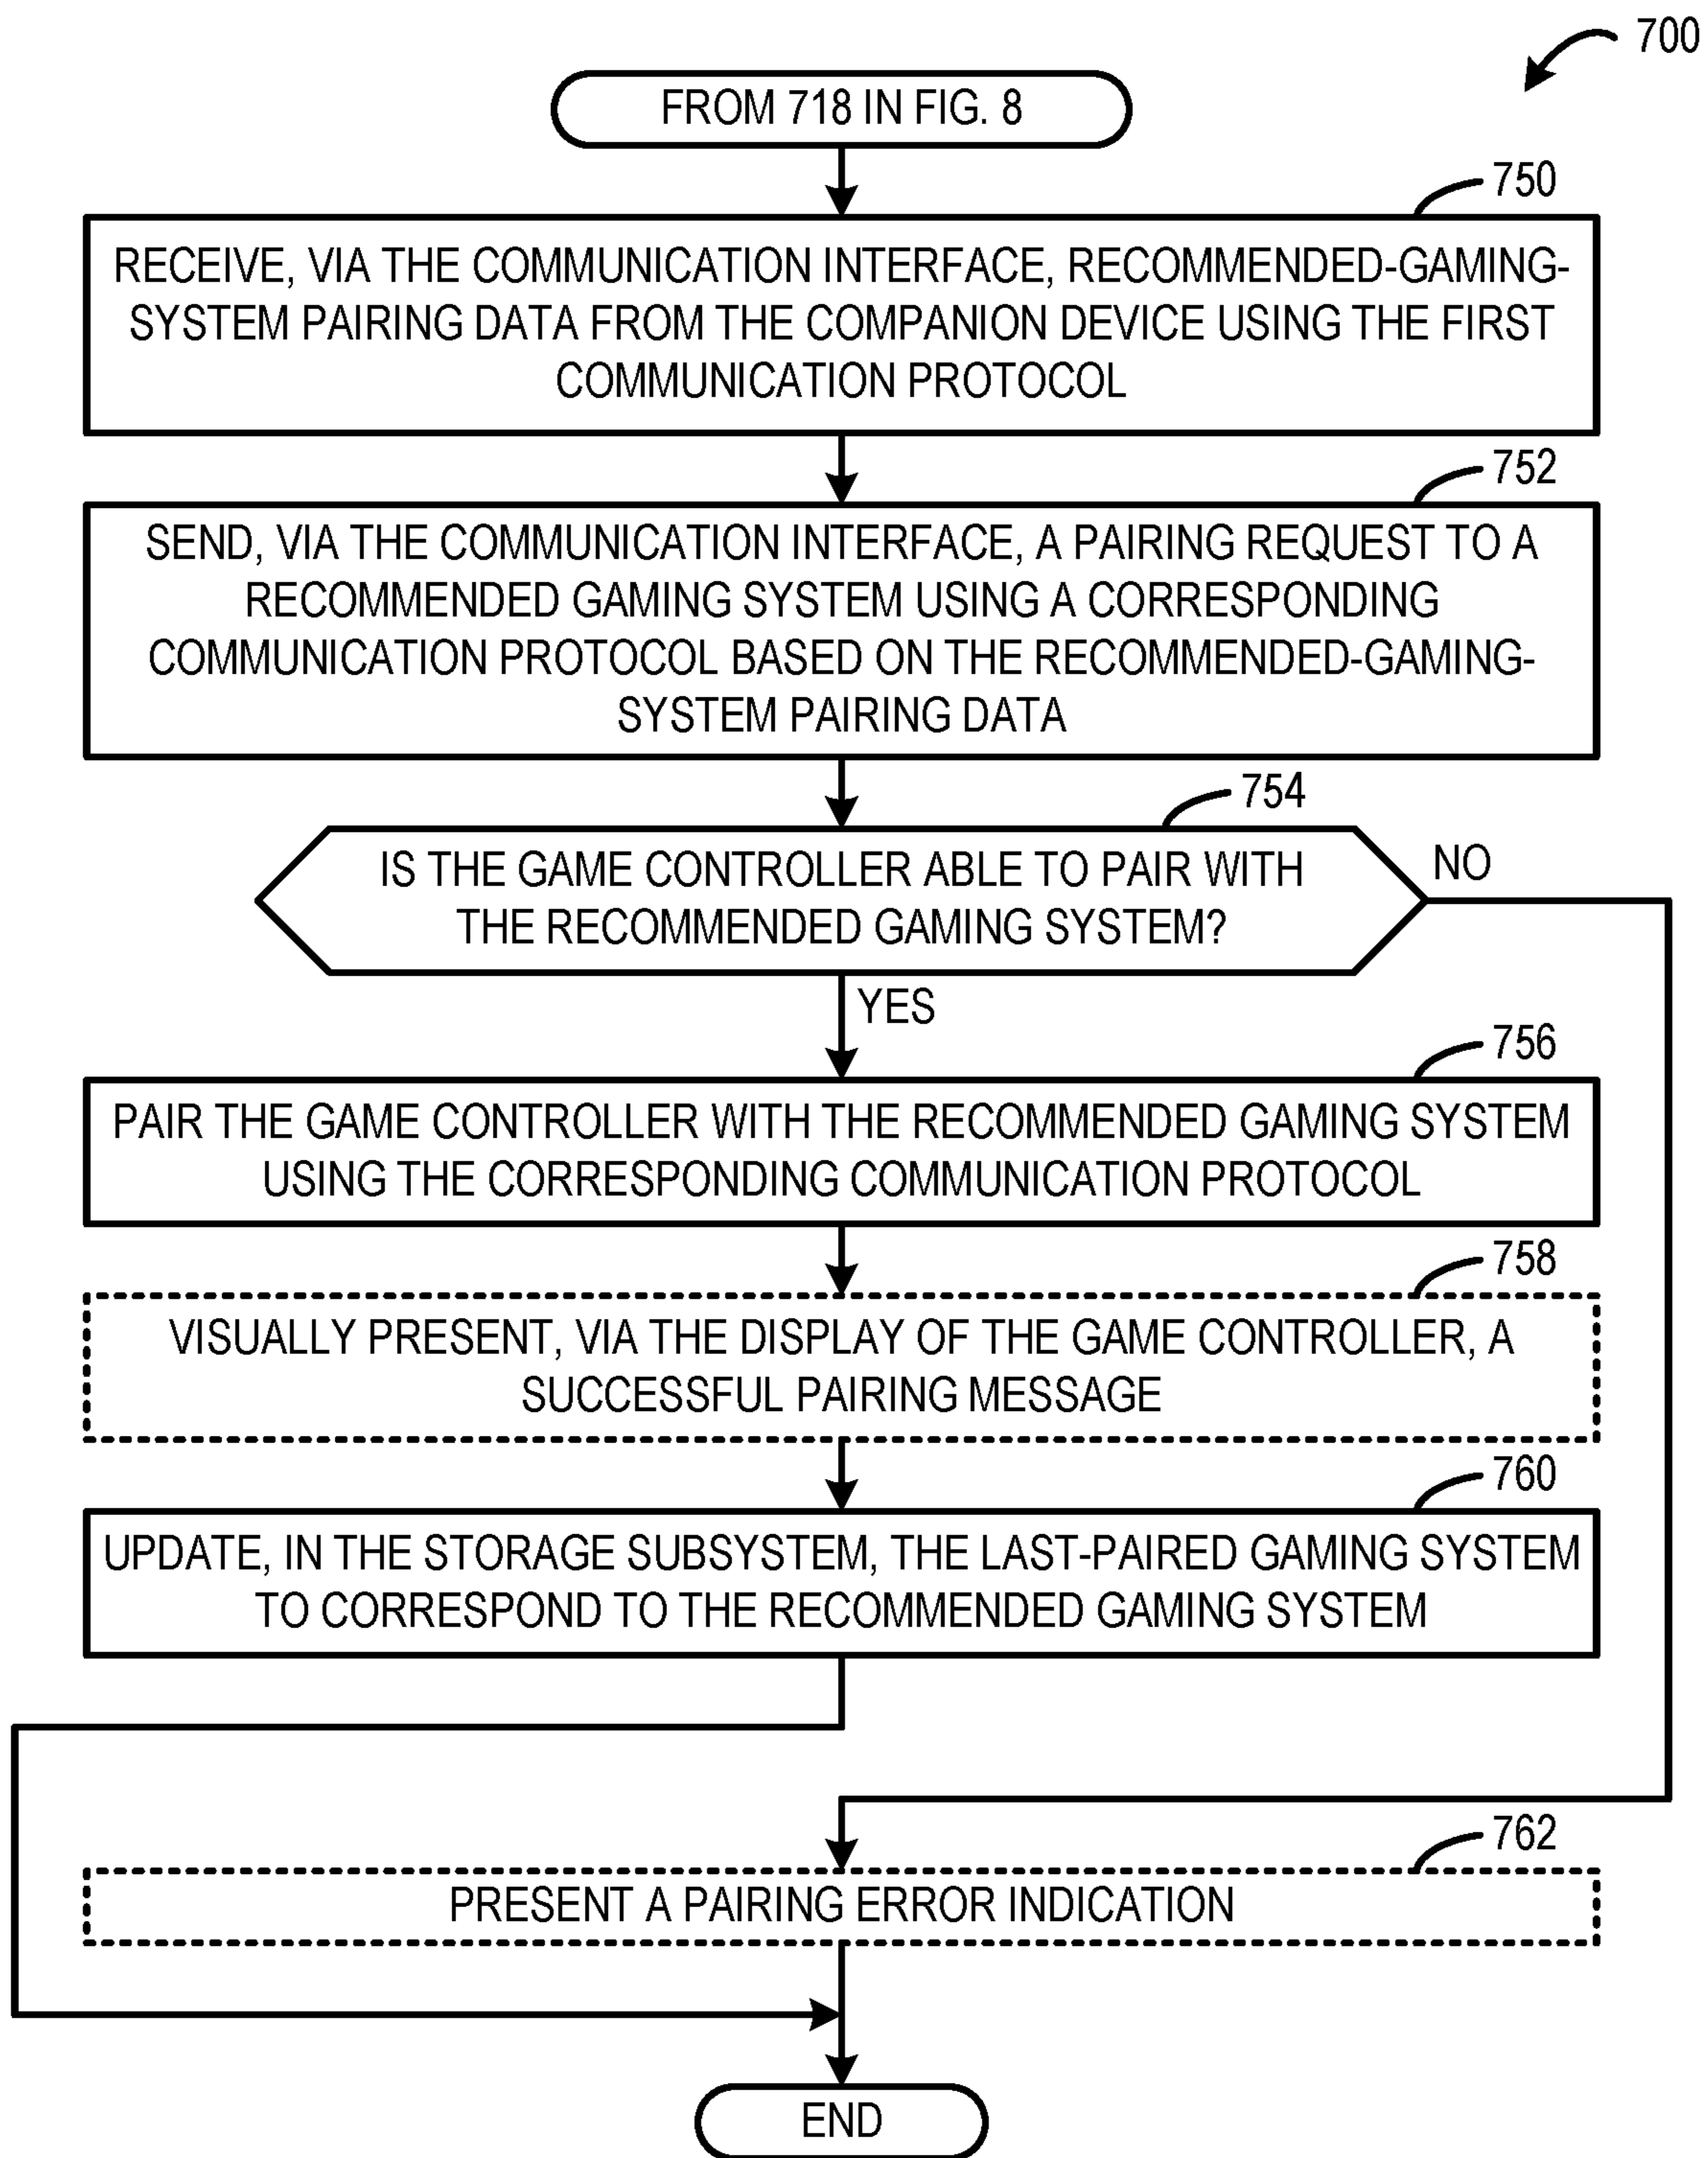 700
FROM 718 IN FIG. 8
750
RECEIVE, VIA THE COMMUNICATION INTERFACE, RECOMMENDED-GAMING-
SYSTEM PAIRING DATA FROM THE COMPANION DEVICE USING THE FIRST
COMMUNICATION PROTOCOL
752
SEND, VIA THE COMMUNICATION INTERFACE, A PAIRING REQUEST TO A
RECOMMENDED GAMING SYSTEM USING A CORRESPONDING
COMMUNICATION PROTOCOL BASED ON THE RECOMMENDED-GAMING-
SYSTEM PAIRING DATA
754
IS THE GAME CONTROLLER ABLE TO PAIR WITH
THE RECOMMENDED GAMING SYSTEM?
NO
YES
756
PAIR THE GAME CONTROLLER WITH THE RECOMMENDED GAMING SYSTEM
USING THE CORRESPONDING COMMUNICATION PROTOCOL
758
VISUALLY PRESENT, VIA THE DISPLAY OF THE GAME CONTROLLER, A
SUCCESSFUL PAIRING MESSAGE
760
UPDATE, IN THE STORAGE SUBSYSTEM, THE LAST-PAIRED GAMING SYSTEM
TO CORRESPOND TO THE RECOMMENDED GAMING SYSTEM
762
PRESENT A PAIRING ERROR INDICATION
END